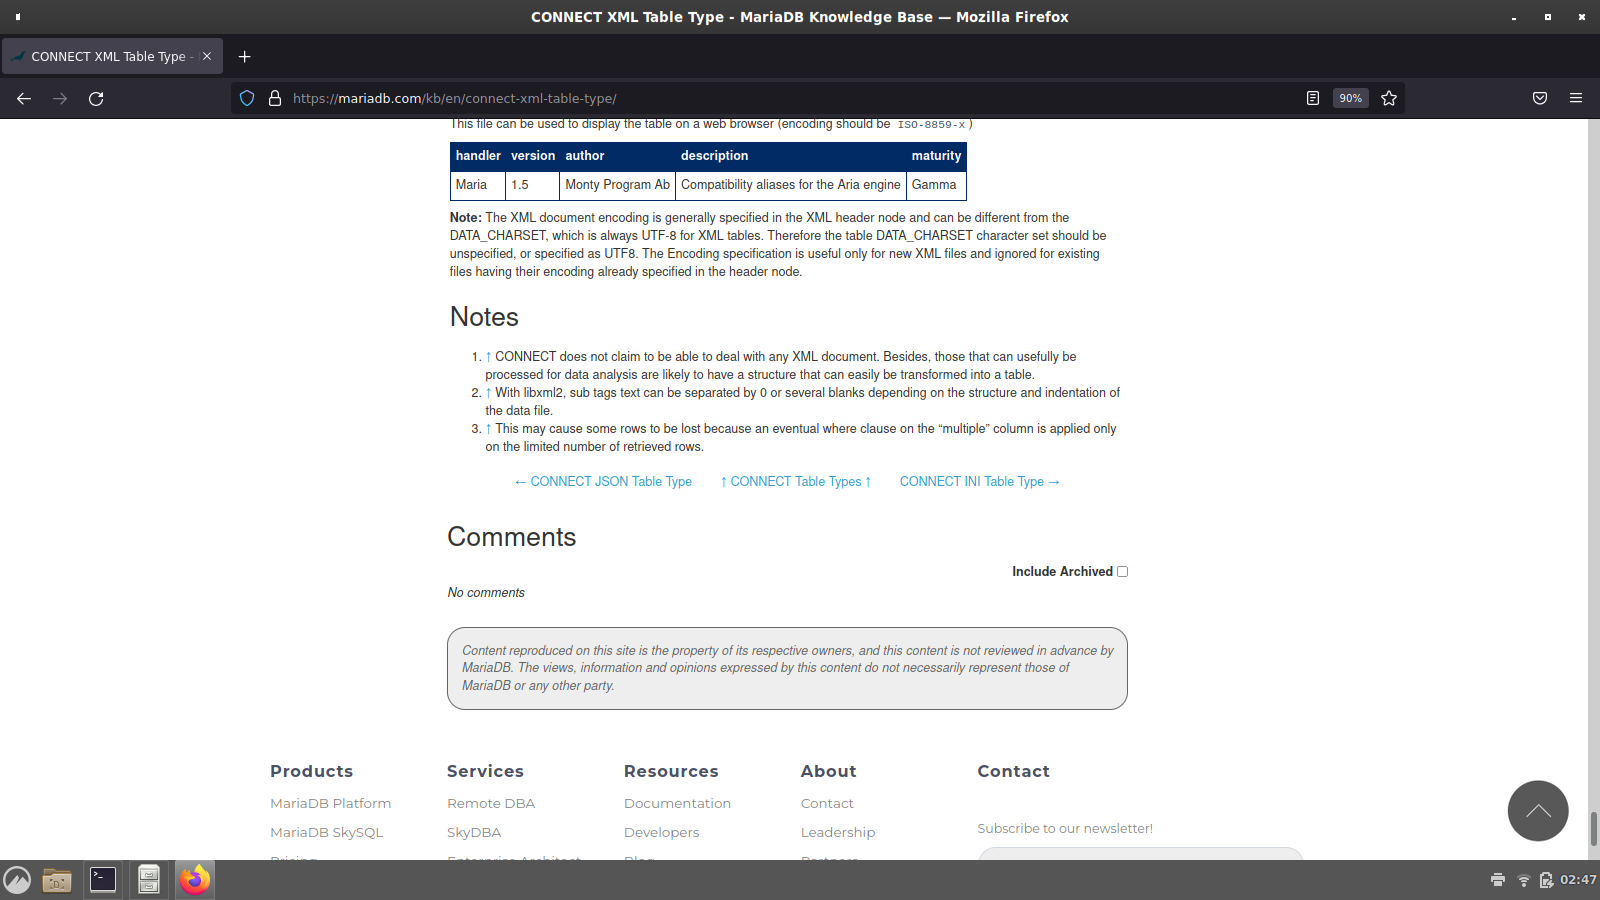 CONNECT XML Table Type - MariaDB Knowledge Base — Mozilla Firefox
CONNECT XML Table Type -
https://mariadb.com/kb/en/connect-xml-table-type/
90%
This file can be used to display the table on a web browser (encoding should be ISO-8859-x )
handler version author description maturity
Maria 1.5 Monty Program Ab Compatibility aliases for the Aria engine Gamma
Note: The XML document encoding is generally specified in the XML header node and can be different from the
DATA_CHARSET, which is always UTF-8 for XML tables. Therefore the table DATA_CHARSET character set should be
unspecified, or specified as UTF8. The Encoding specification is useful only for new XML files and ignored for existing
files having their encoding already specified in the header node.
Notes
1. ↑ CONNECT does not claim to be able to deal with any XML document. Besides, those that can usefully be
processed for data analysis are likely to have a structure that can easily be transformed into a table.
2. ↑ With libxml2, sub tags text can be separated by 0 or several blanks depending on the structure and indentation of
the data file.
3. ↑ This may cause some rows to be lost because an eventual where clause on the “multiple” column is applied only
on the limited number of retrieved rows.
← CONNECT JSON Table Type ↑ CONNECT Table Types ↑ CONNECT INI Table Type →
Comments
Include Archived
No comments
Content reproduced on this site is the property of its respective owners, and this content is not reviewed in advance by
MariaDB. The views, information and opinions expressed by this content do not necessarily represent those of
MariaDB or any other party.
Products Services Resources About Contact
MariaDB Platform Remote DBA Documentation Contact
Subscribe to our newsletter!
MariaDB SkySQL SkyDBA Developers Leadership
Pricing Enterprise Architect Blog Partners
02:47